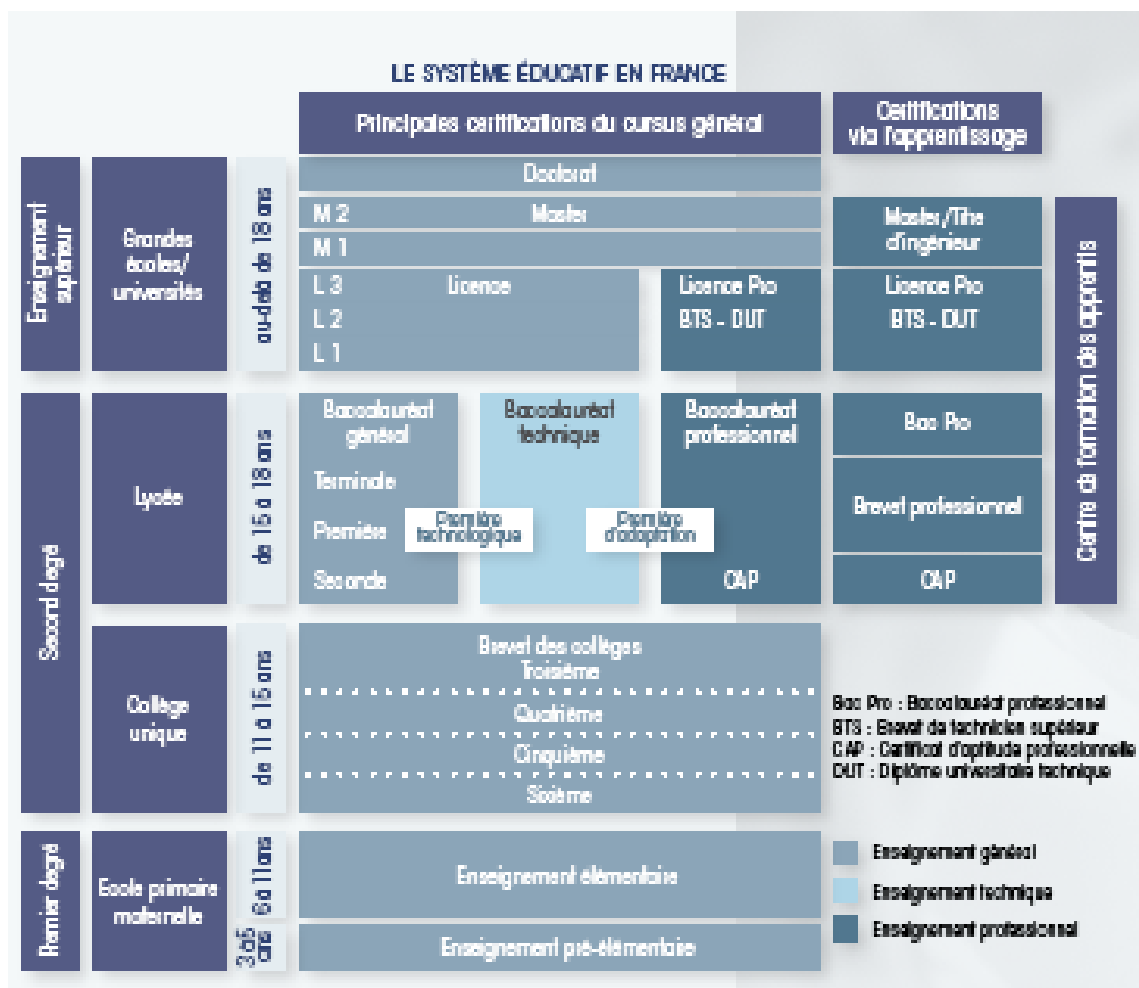 LE SYSTÈME ÉDUCATIF EN FRANCE
Principales certifications du cursus général
Certifications
via l'apprentissage
Enseignement
supérieur
Grandes
écoles/
universités
au-delà de 18 ans
Doctorat
M 2 Master
M 1
L 3 Licence
L 2
L 1
Licence Pro
BTS - DUT
Master/Titre
d'ingénieur
Licence Pro
BTS - DUT
Centre de formation des apprentis
Second degré
Lycée
de 15 à 18 ans
Baccalauréat
général
Terminale
Première
Seconde
Première
technologique
Baccalauréat
technique
Première
d'adaptation
Baccalauréat
professionnel
CAP
Bac Pro
Brevet professionnel
CAP
Collège
unique
de 11 à 15 ans
Brevet des collèges
Troisième
Quatrième
Cinquième
Sixième
Bac Pro : Baccalauréat professionnel
BTS : Brevet de technicien supérieur
CAP : Certificat d'aptitude professionnelle
DUT : Diplôme universitaire technique
Premier degré
Ecole primaire
maternelle
6 à 11ans
3 à 5
ans
Enseignement élémentaire
Enseignement pré-élémentaire
Enseignement général
Enseignement technique
Enseignement professionnel